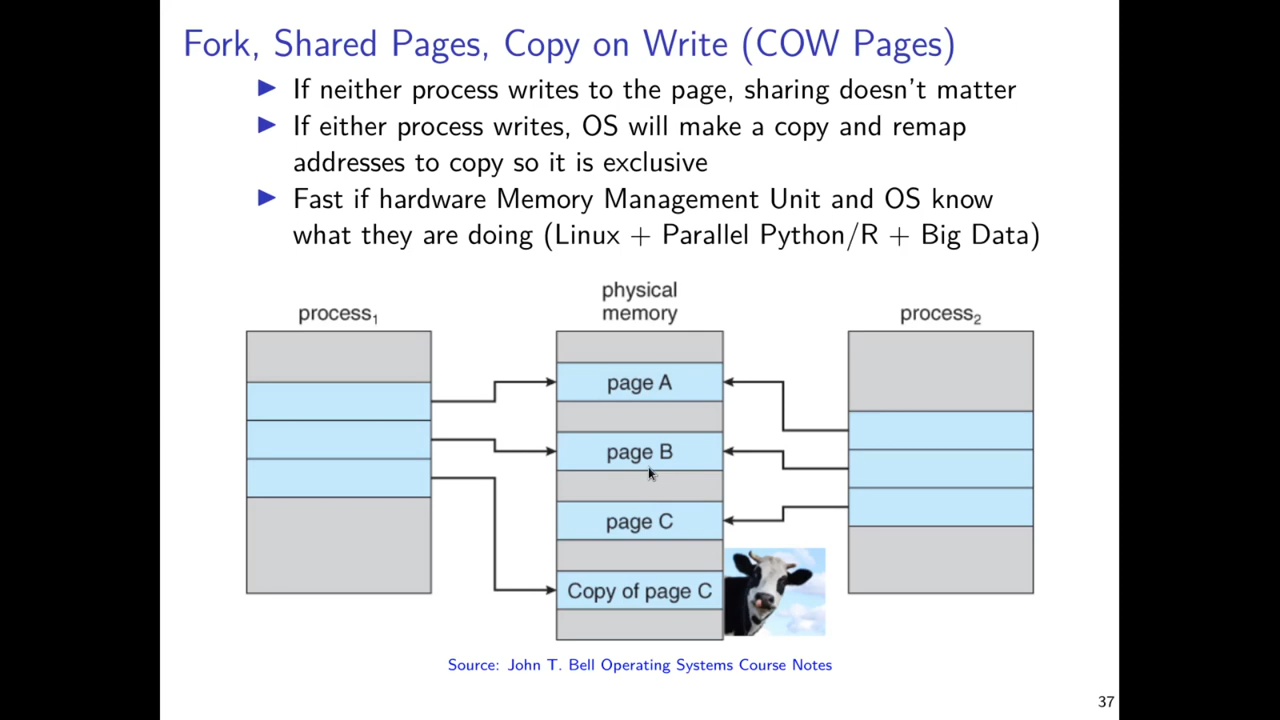 Fork, Shared Pages, Copy on Write (COW Pages)
▶ If neither process writes to the page, sharing doesn't matter
▶ If either process writes, OS will make a copy and remap
addresses to copy so it is exclusive
▶ Fast if hardware Memory Management Unit and OS know
what they are doing (Linux + Parallel Python/R + Big Data)
process₁
physical
memory
process₂
page A
page B
page C
Copy of page C
Source: John T. Bell Operating Systems Course Notes
37